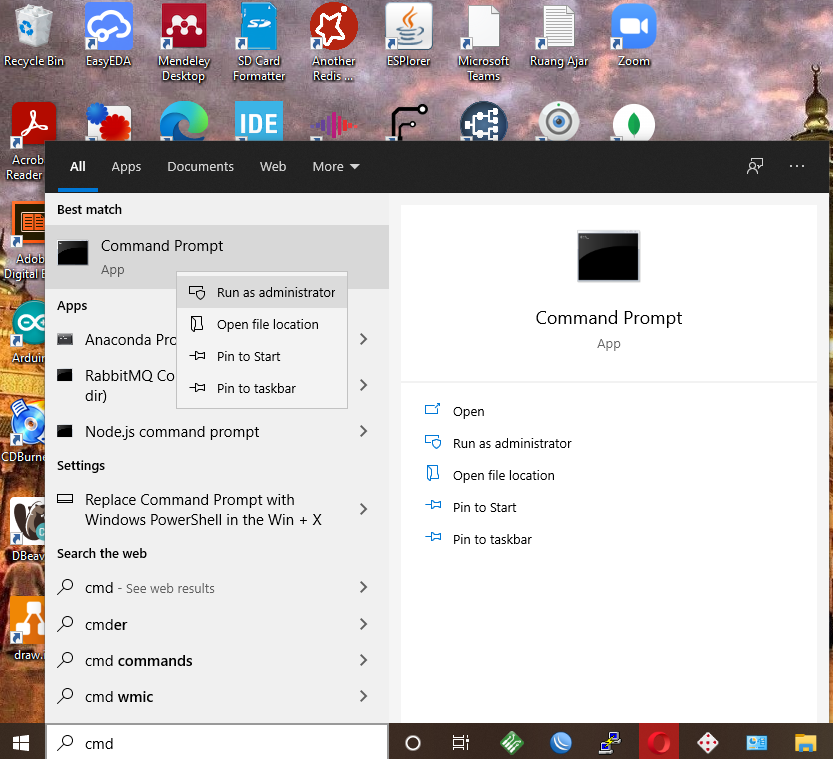 Recycle Bin
EasyEDA
Mendeley
Desktop
SD Card
Formatter
Another
Redis ...
ESPlorer
Microsoft
Teams
Ruang Ajar
Zoom
SD
IDE
Acrob
Reader
Adob
Digital E
Arduin
CDBurne
DBeav
draw.i
All
Apps
Documents
Web
More
Best match
Command Prompt
App
Run as administrator
Open file location
Pin to Start
Pin to taskbar
Apps
Anaconda Pro
RabbitMQ Co
dir)
Node.js command prompt
Settings
Replace Command Prompt with
Windows PowerShell in the Win + X
Search the web
cmd - See web results
cmder
cmd commands
cmd wmic
Command Prompt
App
Open
Run as administrator
Open file location
Pin to Start
Pin to taskbar
cmd